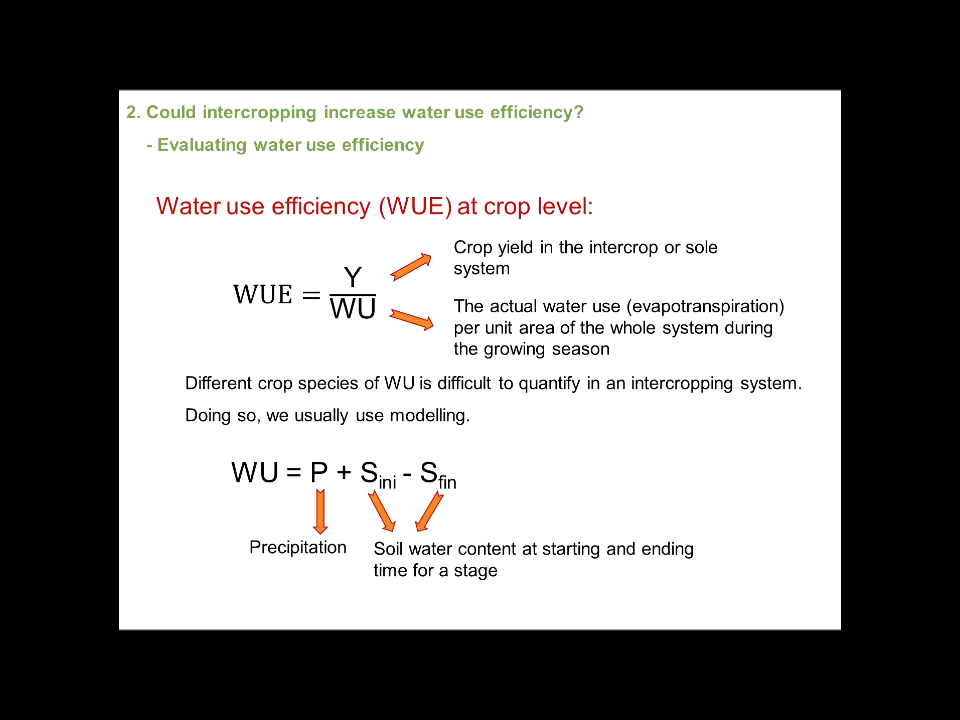 2. Could intercropping increase water use efficiency?
- Evaluating water use efficiency
Water use efficiency (WUE) at crop level:
Crop yield in the intercrop or sole
system
WUE = Y/WU
The actual water use (evapotranspiration)
per unit area of the whole system during
the growing season
Different crop species of WU is difficult to quantify in an intercropping system.
Doing so, we usually use modelling.
WU = P + Sini - Sfin
Precipitation
Soil water content at starting and ending
time for a stage